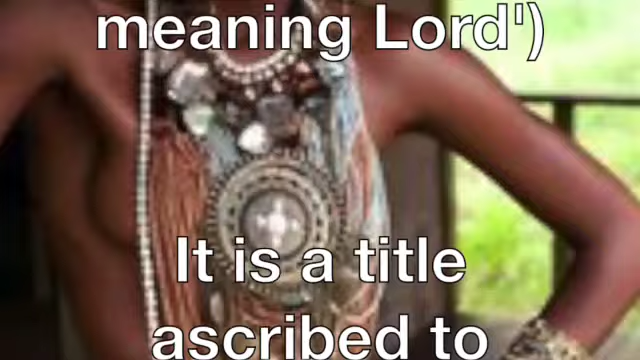 meaning Lord')
It is a title
ascribed to